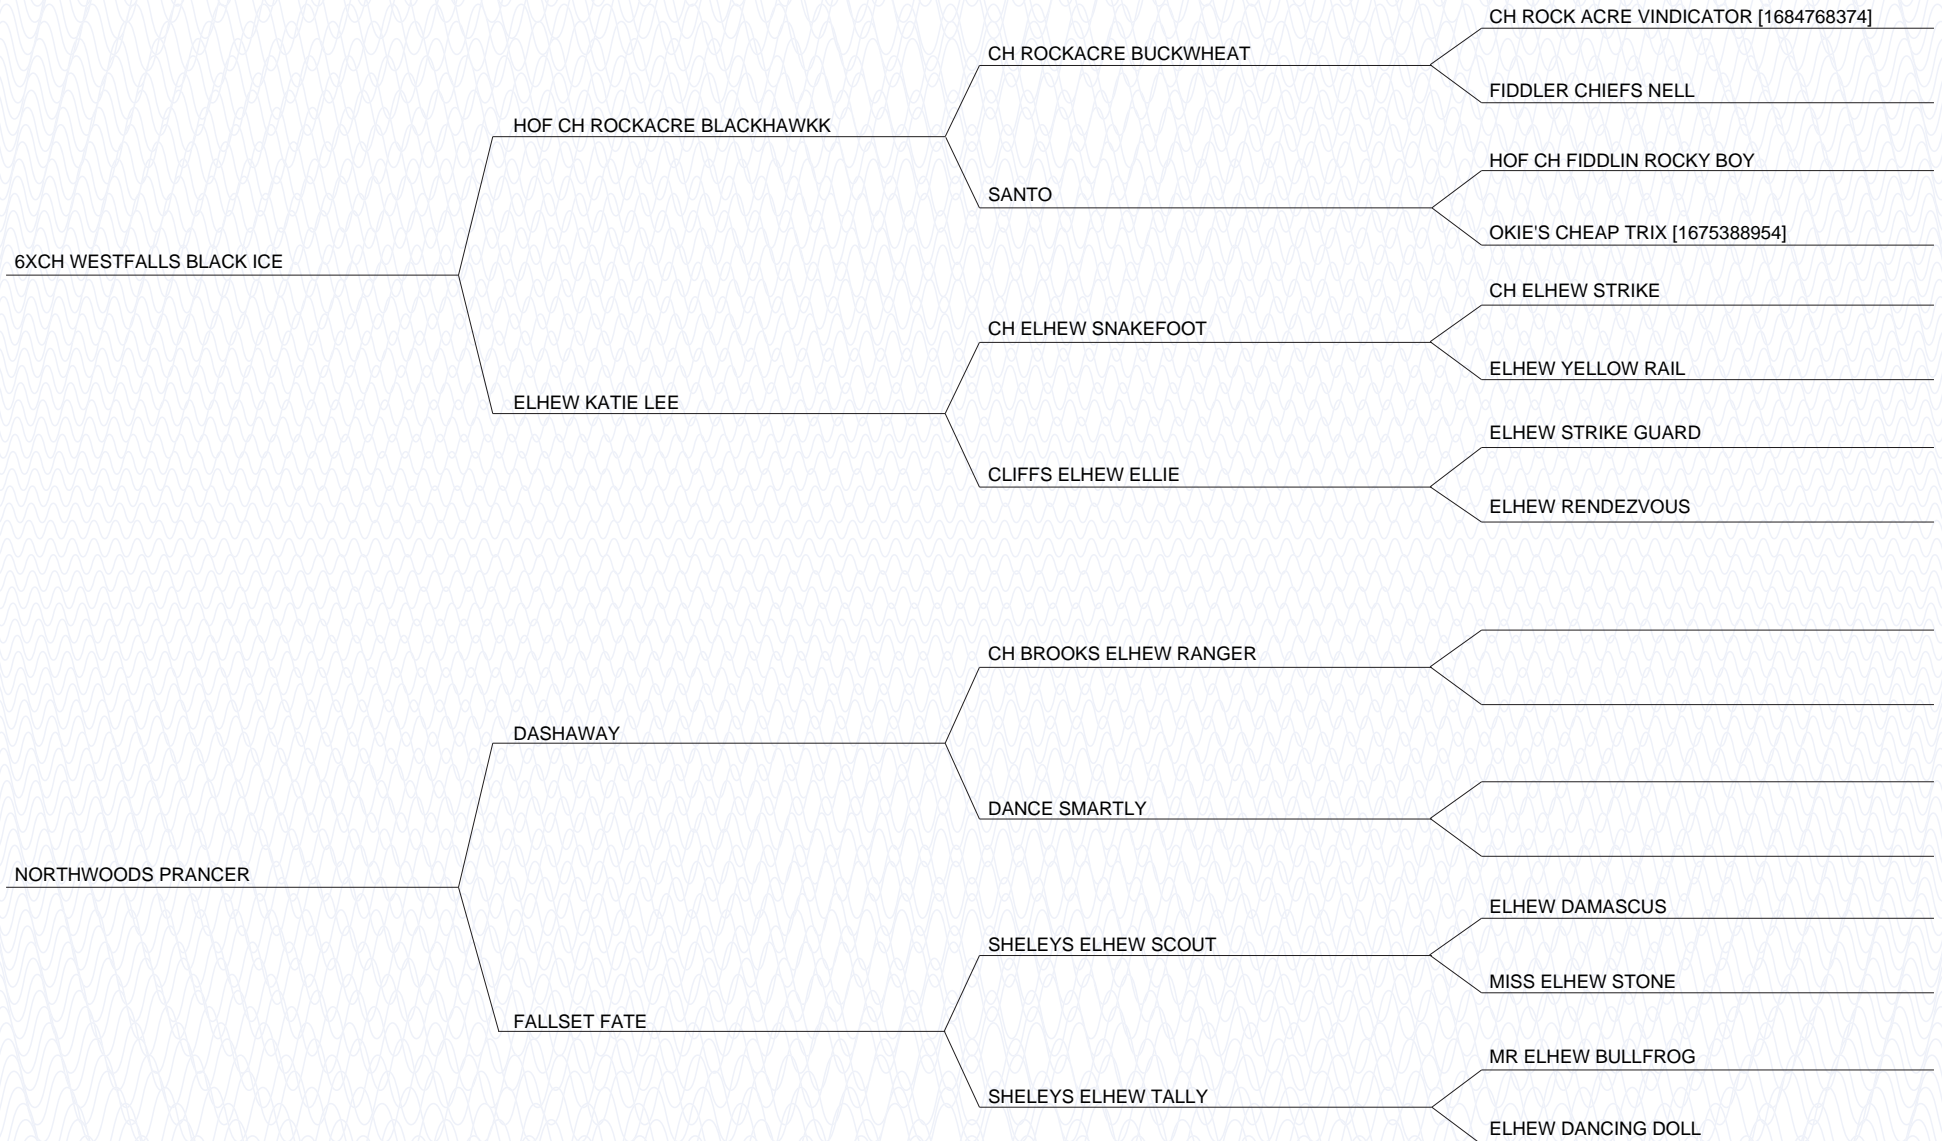 CH ROCK ACRE VINDICATOR [1684768374]
CH ROCKACRE BUCKWHEAT
FIDDLER CHIEFS NELL
HOF CH ROCKACRE BLACKHAWKK
HOF CH FIDDLIN ROCKY BOY
SANTO
OKIE'S CHEAP TRIX [1675388954]
6XCH WESTFALLS BLACK ICE
CH ELHEW STRIKE
CH ELHEW SNAKEFOOT
ELHEW YELLOW RAIL
ELHEW KATIE LEE
ELHEW STRIKE GUARD
CLIFFS ELHEW ELLIE
ELHEW RENDEZVOUS
CH BROOKS ELHEW RANGER
DASHAWAY
DANCE SMARTLY
NORTHWOODS PRANCER
ELHEW DAMASCUS
SHELEYS ELHEW SCOUT
MISS ELHEW STONE
FALLSET FATE
MR ELHEW BULLFROG
SHELEYS ELHEW TALLY
ELHEW DANCING DOLL